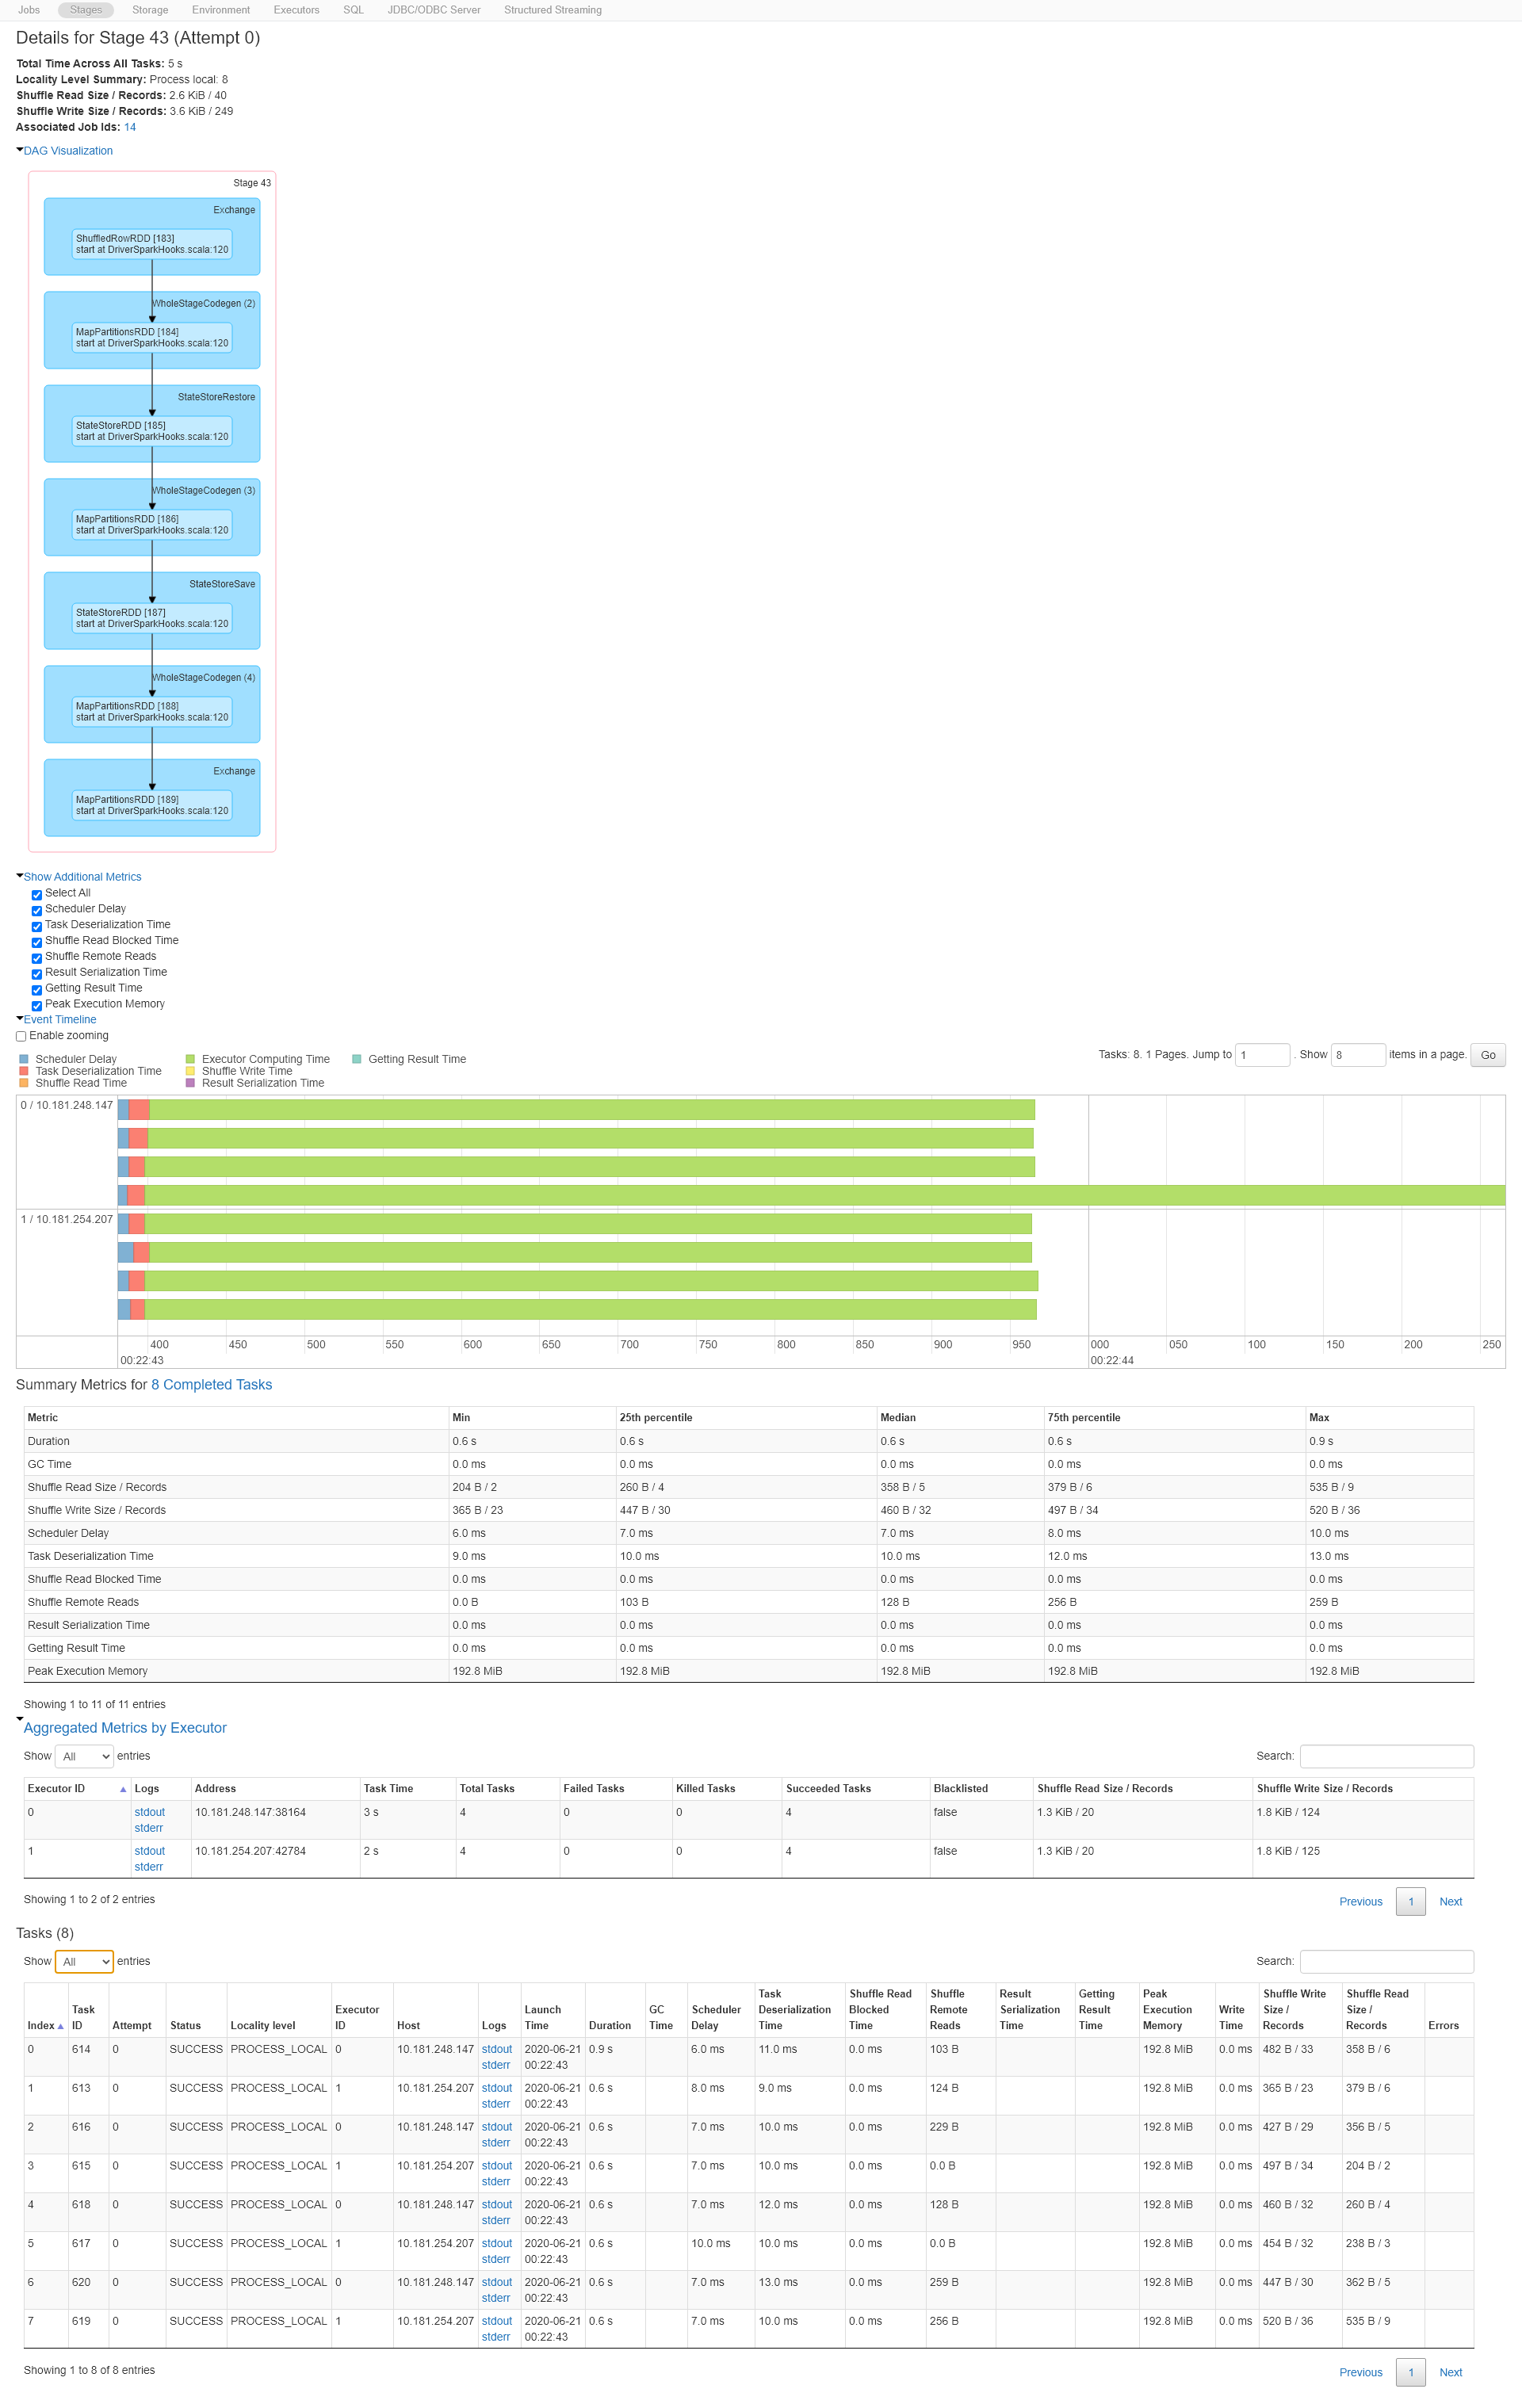 Jobs Stages Storage Environment Executors SQL JDBC/ODBC Server Structured Streaming
Details for Stage 43 (Attempt 0)
Total Time Across All Tasks: 5 s
Locality Level Summary: Process local: 8
Shuffle Read Size / Records: 2.6 KiB / 40
Shuffle Write Size / Records: 3.6 KiB / 249
Associated Job Ids: 14
DAG Visualization
Stage 43
Exchange
ShuffledRowRDD [183]
start at DriverSparkHooks.scala:120
WholeStageCodegen (2)
MapPartitionsRDD [184]
start at DriverSparkHooks.scala:120
StateStoreRestore
StateStoreRDD [185]
start at DriverSparkHooks.scala:120
WholeStageCodegen (3)
MapPartitionsRDD [186]
start at DriverSparkHooks.scala:120
StateStoreSave
StateStoreRDD [187]
start at DriverSparkHooks.scala:120
WholeStageCodegen (4)
MapPartitionsRDD [188]
start at DriverSparkHooks.scala:120
Exchange
MapPartitionsRDD [189]
start at DriverSparkHooks.scala:120
Show Additional Metrics
Select All
Scheduler Delay
Task Deserialization Time
Shuffle Read Blocked Time
Shuffle Remote Reads
Result Serialization Time
Getting Result Time
Peak Execution Memory
Event Timeline
Enable zooming
Tasks: 8. 1 Pages. Jump to 1 . Show 8 items in a page. Go
Scheduler Delay Executor Computing Time Getting Result Time
Task Deserialization Time Shuffle Write Time
Shuffle Read Time Result Serialization Time
0 / 10.181.248.147
1 / 10.181.254.207
400 450 500 550 600 650 700 750 800 850 900 950 000 050 100 150 200 250
00:22:43 00:22:44
Summary Metrics for 8 Completed Tasks
Metric Min 25th percentile Median 75th percentile Max
Duration 0.6 s 0.6 s 0.6 s 0.6 s 0.9 s
GC Time 0.0 ms 0.0 ms 0.0 ms 0.0 ms 0.0 ms
Shuffle Read Size / Records 204 B / 2 260 B / 4 358 B / 5 379 B / 6 535 B / 9
Shuffle Write Size / Records 365 B / 23 447 B / 30 460 B / 32 497 B / 34 520 B / 36
Scheduler Delay 6.0 ms 7.0 ms 7.0 ms 8.0 ms 10.0 ms
Task Deserialization Time 9.0 ms 10.0 ms 10.0 ms 12.0 ms 13.0 ms
Shuffle Read Blocked Time 0.0 ms 0.0 ms 0.0 ms 0.0 ms 0.0 ms
Shuffle Remote Reads 0.0 B 103 B 128 B 256 B 259 B
Result Serialization Time 0.0 ms 0.0 ms 0.0 ms 0.0 ms 0.0 ms
Getting Result Time 0.0 ms 0.0 ms 0.0 ms 0.0 ms 0.0 ms
Peak Execution Memory 192.8 MiB 192.8 MiB 192.8 MiB 192.8 MiB 192.8 MiB
Showing 1 to 11 of 11 entries
Aggregated Metrics by Executor
Show All entries Search:
Executor ID Logs Address Task Time Total Tasks Failed Tasks Killed Tasks Succeeded Tasks Blacklisted Shuffle Read Size / Records Shuffle Write Size / Records
0 stdout 10.181.248.147:38164 3 s 4 0 0 4 false 1.3 KiB / 20 1.8 KiB / 124
stderr
1 stdout 10.181.254.207:42784 2 s 4 0 0 4 false 1.3 KiB / 20 1.8 KiB / 125
stderr
Showing 1 to 2 of 2 entries Previous 1 Next
Tasks (8)
Show All entries Search:
Task Shuffle Read Shuffle Result Getting Peak Shuffle Write Shuffle Read
Task Executor Launch GC Scheduler Deserialization Blocked Remote Serialization Result Execution Write Size / Size /
Index ID Attempt Status Locality level ID Host Logs Time Duration Time Delay Time Time Reads Time Time Memory Time Records Records Errors
0 614 0 SUCCESS PROCESS_LOCAL 0 10.181.248.147 stdout 2020-06-21 0.9 s 6.0 ms 11.0 ms 0.0 ms 103 B 192.8 MiB 0.0 ms 482 B / 33 358 B / 6
stderr 00:22:43
1 613 0 SUCCESS PROCESS_LOCAL 1 10.181.254.207 stdout 2020-06-21 0.6 s 8.0 ms 9.0 ms 0.0 ms 124 B 192.8 MiB 0.0 ms 365 B / 23 379 B / 6
stderr 00:22:43
2 616 0 SUCCESS PROCESS_LOCAL 0 10.181.248.147 stdout 2020-06-21 0.6 s 7.0 ms 10.0 ms 0.0 ms 229 B 192.8 MiB 0.0 ms 427 B / 29 356 B / 5
stderr 00:22:43
3 615 0 SUCCESS PROCESS_LOCAL 1 10.181.254.207 stdout 2020-06-21 0.6 s 7.0 ms 10.0 ms 0.0 ms 0.0 B 192.8 MiB 0.0 ms 497 B / 34 204 B / 2
stderr 00:22:43
4 618 0 SUCCESS PROCESS_LOCAL 0 10.181.248.147 stdout 2020-06-21 0.6 s 7.0 ms 12.0 ms 0.0 ms 128 B 192.8 MiB 0.0 ms 460 B / 32 260 B / 4
stderr 00:22:43
5 617 0 SUCCESS PROCESS_LOCAL 1 10.181.254.207 stdout 2020-06-21 0.6 s 10.0 ms 10.0 ms 0.0 ms 0.0 B 192.8 MiB 0.0 ms 454 B / 32 238 B / 3
stderr 00:22:43
6 620 0 SUCCESS PROCESS_LOCAL 0 10.181.248.147 stdout 2020-06-21 0.6 s 7.0 ms 13.0 ms 0.0 ms 259 B 192.8 MiB 0.0 ms 447 B / 30 362 B / 5
stderr 00:22:43
7 619 0 SUCCESS PROCESS_LOCAL 1 10.181.254.207 stdout 2020-06-21 0.6 s 7.0 ms 10.0 ms 0.0 ms 256 B 192.8 MiB 0.0 ms 520 B / 36 535 B / 9
stderr 00:22:43
Showing 1 to 8 of 8 entries Previous 1 Next